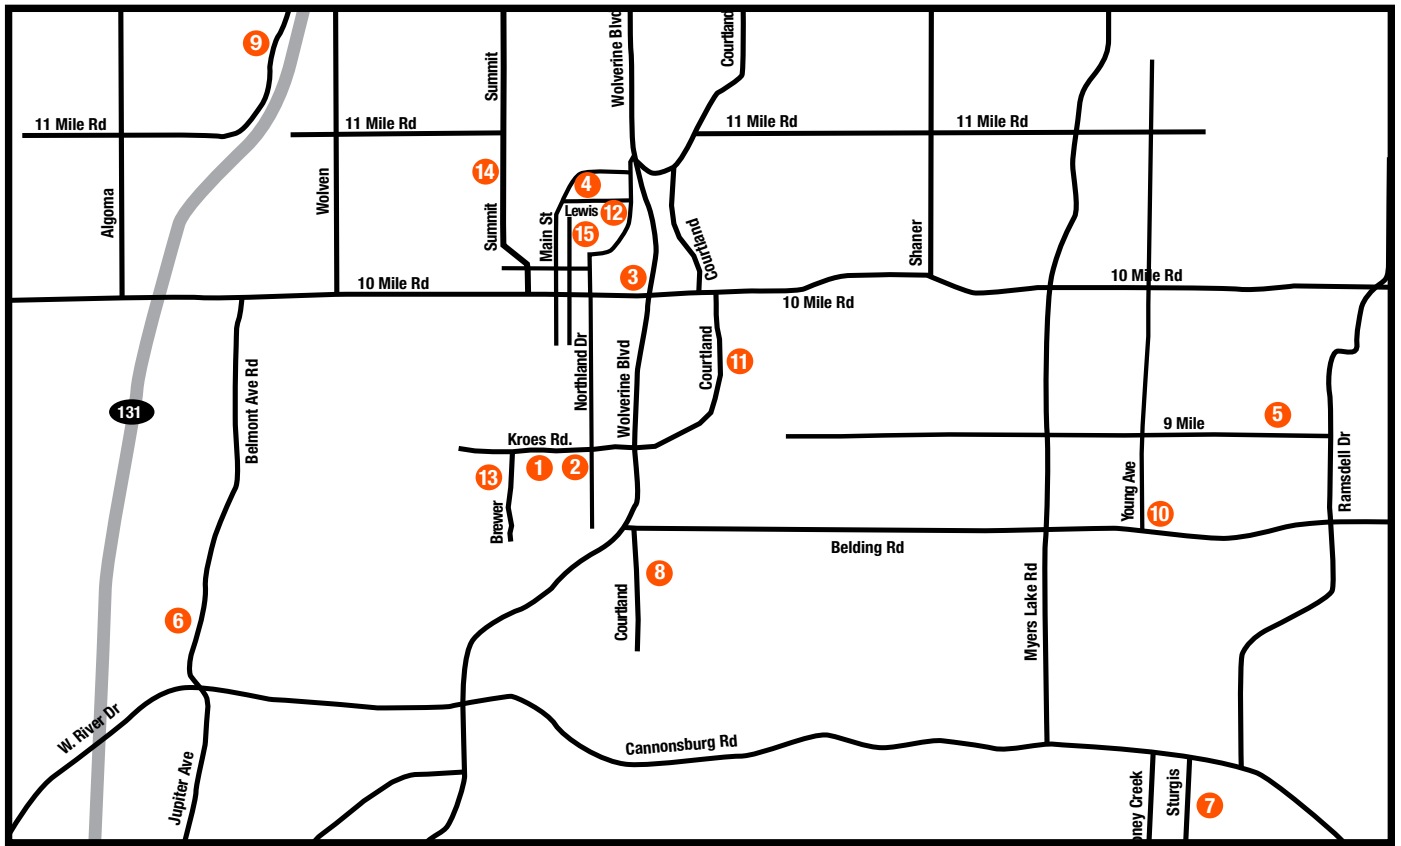 9
Summit
Wolverine Blvd
Courtland
11 Mile Rd
11 Mile Rd
11 Mile Rd
11 Mile Rd
14
4
Algoma
Wolven
Summit
Main St
Lewis
12
15
Courtland
Shaner
3
10 Mile Rd
10 Mile Rd
10 Mile Rd
Belmont Ave Rd
Northland Dr
Wolverine Blvd
Courtland
11
131
5
9 Mile
Kroes Rd.
13
1
2
Brewer
Young Ave
10
Ramsdell Dr
Belding Rd
8
Courtland
Myers Lake Rd
6
W. River Dr
Cannonsburg Rd
Jupiter Ave
oney Creek
Sturgis
7